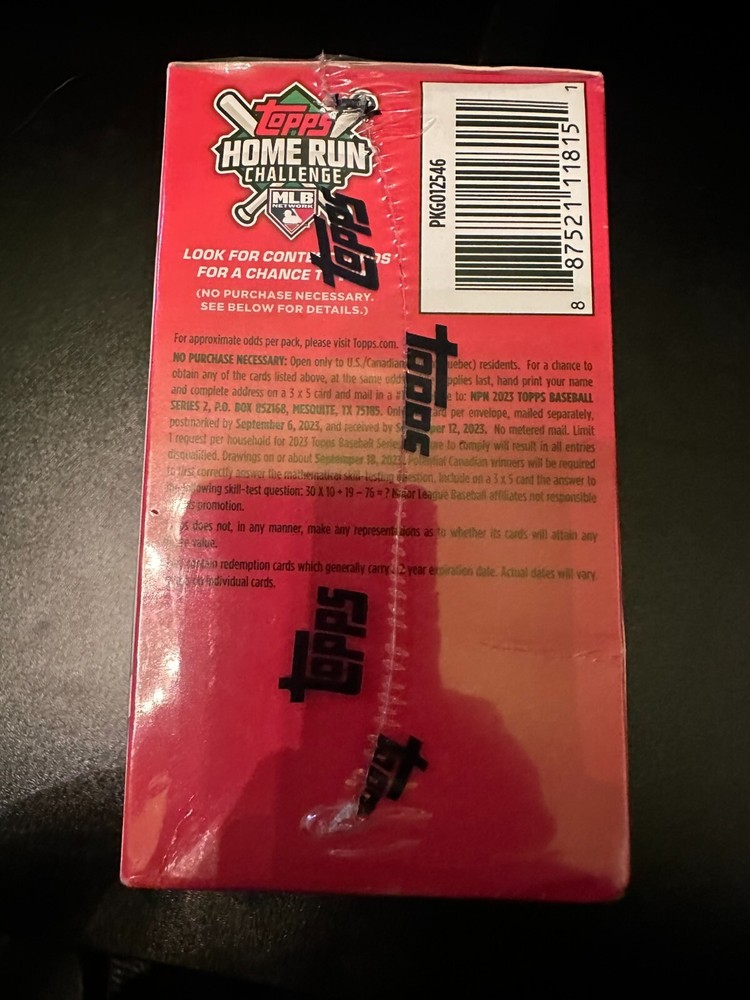 Topps
HOME RUN
CHALLENGE
MLB
NETWORK
LOOK FOR
FOR A CHANCE
(NO PURCHASE NECESSARY.
SEE BELOW FOR DETAILS.)
PKG012546
8 87521 11815 1
Topps
Topps
For approximate odds per pack, please visit Topps.com.
NO PURCHASE NECESSARY: Open only to U.S./Canadian residents. For a chance to
obtain any of the cards listed above, at the same odds last, hand print your name
and complete address on a 3 x 5 card and mail in a to: NPN 2023 TOPPS BASEBALL
SERIES 2, P.O. BOX 852168, MESQUITE, TX 75185. Only per envelope, mailed separately,
postmarked by September 6, 2023, and received by 12, 2023. No metered mail. Limit
1 request per household for 2023 Topps Baseball to comply will result in all entries
disqualified. Drawings on or about September 18, 2023. Potential Canadian winners will be required
to first correctly answer the mathematical skill-testing question. Include on a 3 x 5 card the answer to
following skill-test question: 30 X 10 + 19 – 76 = ? Major League Baseball affiliates not responsible
promotion.
does not, in any manner, make any representations as to whether its cards will attain any
value.
contain redemption cards which generally carry 2 year expiration date. Actual dates will vary
on individual cards.
Topps
Topps